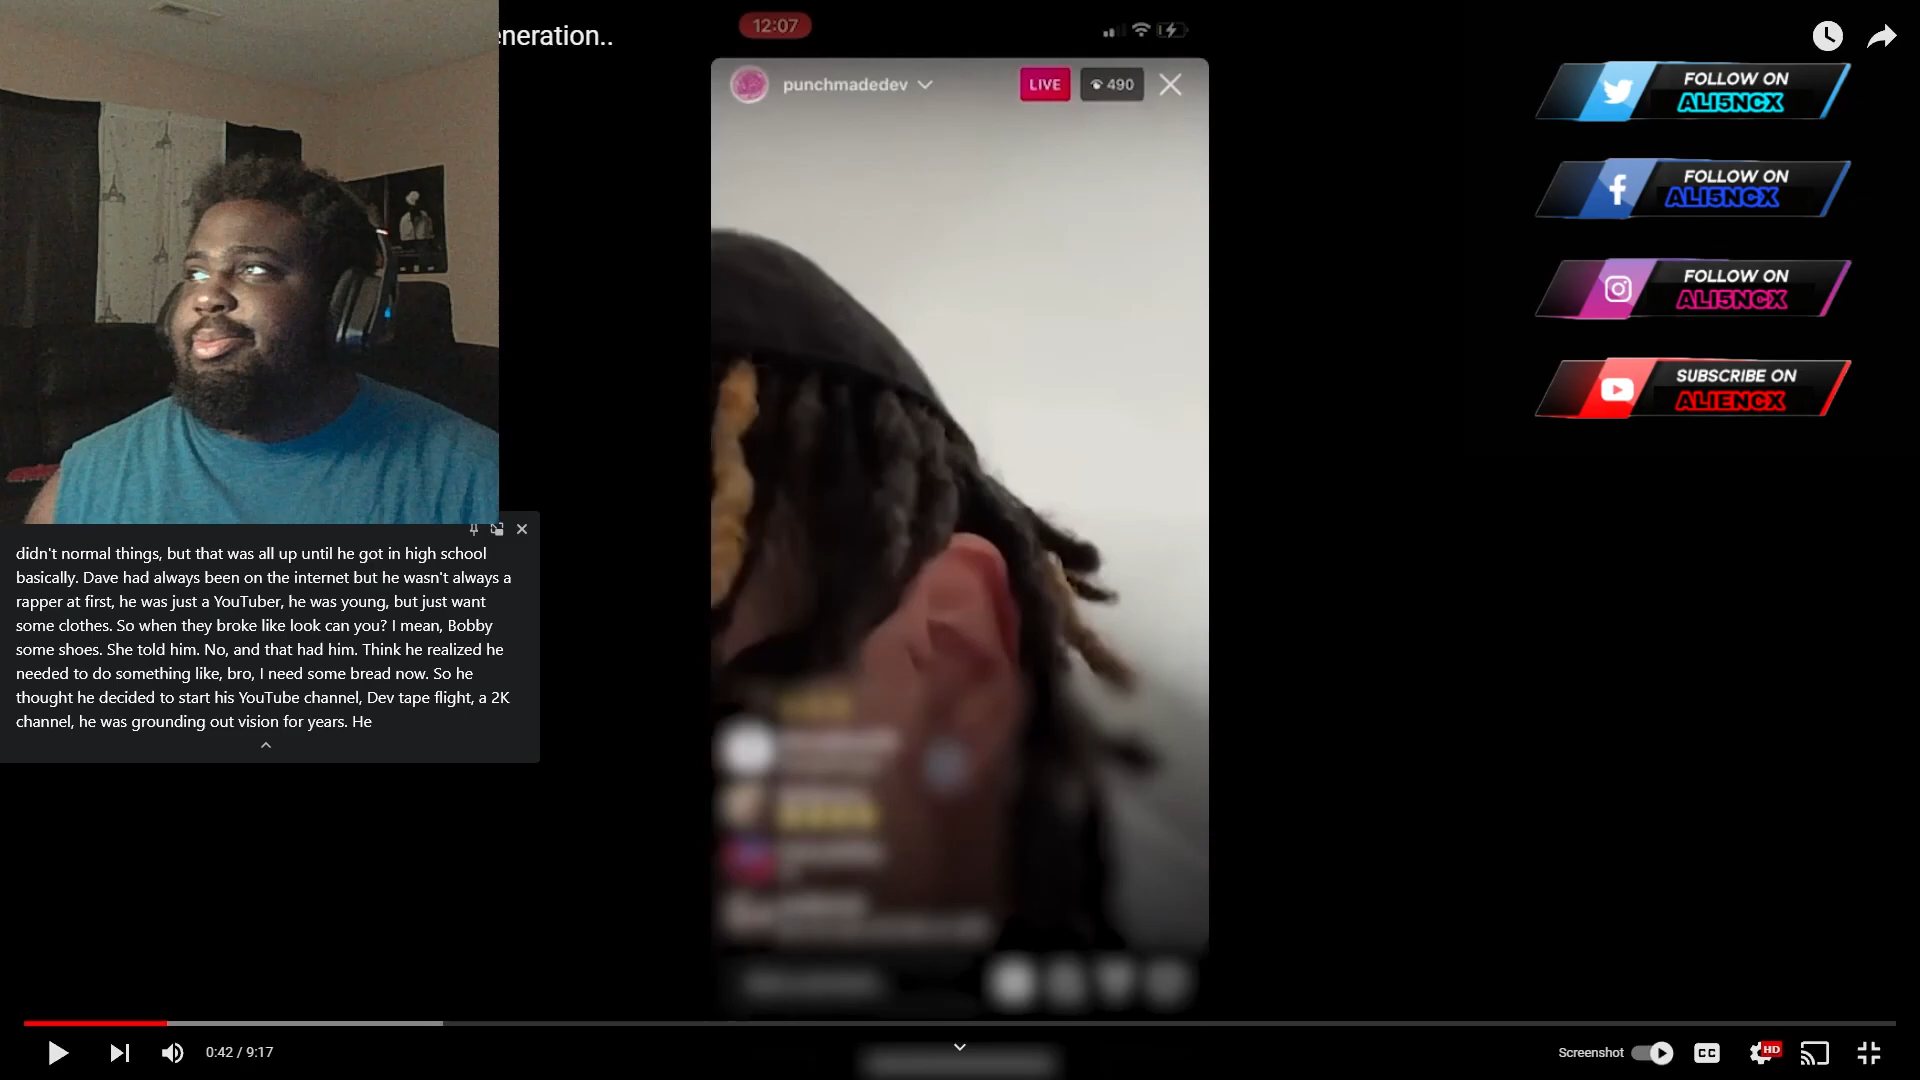 eneration..
12:07
punchmadedev
LIVE
490
FOLLOW ON
ALI5NCX
FOLLOW ON
ALI5NCX
FOLLOW ON
ALI5NCX
SUBSCRIBE ON
ALIENCX
didn't normal things, but that was all up until he got in high school
basically. Dave had always been on the internet but he wasn't always a
rapper at first, he was just a YouTuber, he was young, but just want
some clothes. So when they broke like look can you? I mean, Bobby
some shoes. She told him. No, and that had him. Think he realized he
needed to do something like, bro, I need some bread now. So he
thought he decided to start his YouTube channel, Dev tape flight, a 2K
channel, he was grounding out vision for years. He
0:42 / 9:17
Screenshot
CC
HD